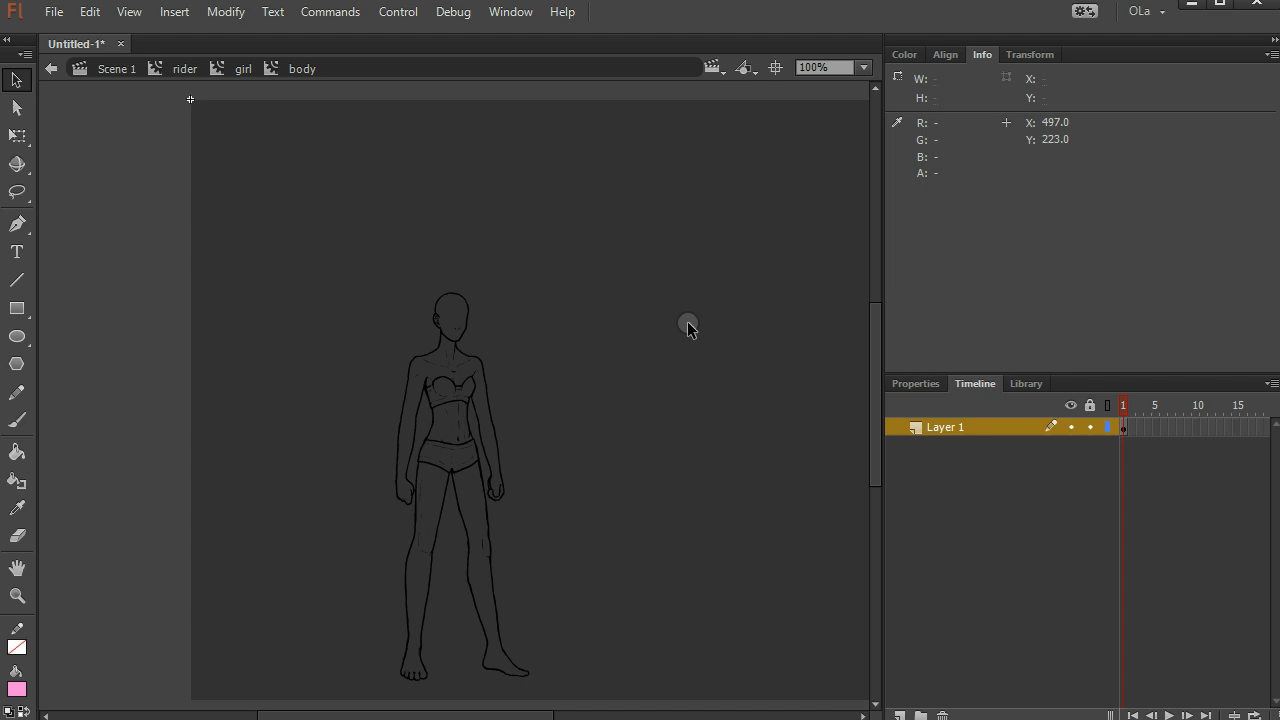 Fl File Edit View Insert Modify Text Commands Control Debug Window Help OLa
Untitled-1* ×
Scene 1 rider girl body 100%
Color Align Info Transform
W: - X: -
H: - Y: -
R: - X: 497.0
G: - Y: 223.0
B: -
A: -
Properties Timeline Library
1 5 10 15
Layer 1
T